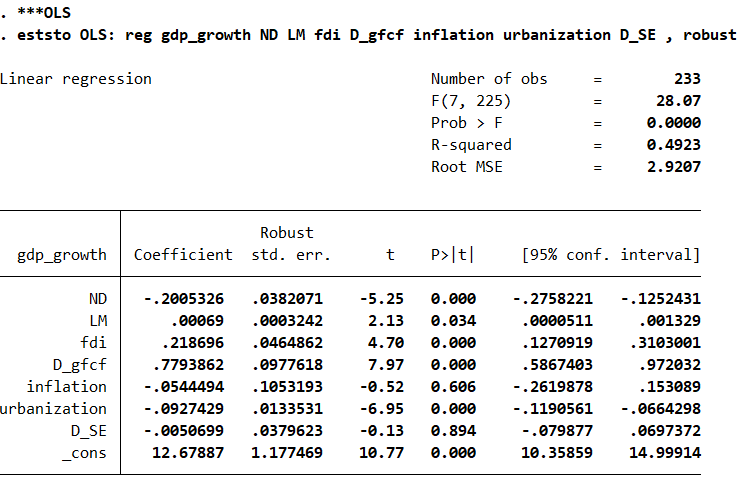 . ***OLS
. eststo OLS: reg gdp_growth ND LM fdi D_gfcf inflation urbanization D_SE , robust
Linear regression Number of obs = 233
F(7, 225) = 28.07
Prob > F = 0.0000
R-squared = 0.4923
Root MSE = 2.9207
Robust
gdp_growth Coefficient std. err. t P>|t| [95% conf. interval]
ND -.2005326 .0382071 -5.25 0.000 -.2758221 -.1252431
LM .00069 .0003242 2.13 0.034 .0000511 .001329
fdi .218696 .0464862 4.70 0.000 .1270919 .3103001
D_gfcf .7793862 .0977618 7.97 0.000 .5867403 .972032
inflation -.0544494 .1053193 -0.52 0.606 -.2619878 .153089
urbanization -.0927429 .0133531 -6.95 0.000 -.1190561 -.0664298
D_SE -.0050699 .0379623 -0.13 0.894 -.079877 .0697372
_cons 12.67887 1.177469 10.77 0.000 10.35859 14.99914